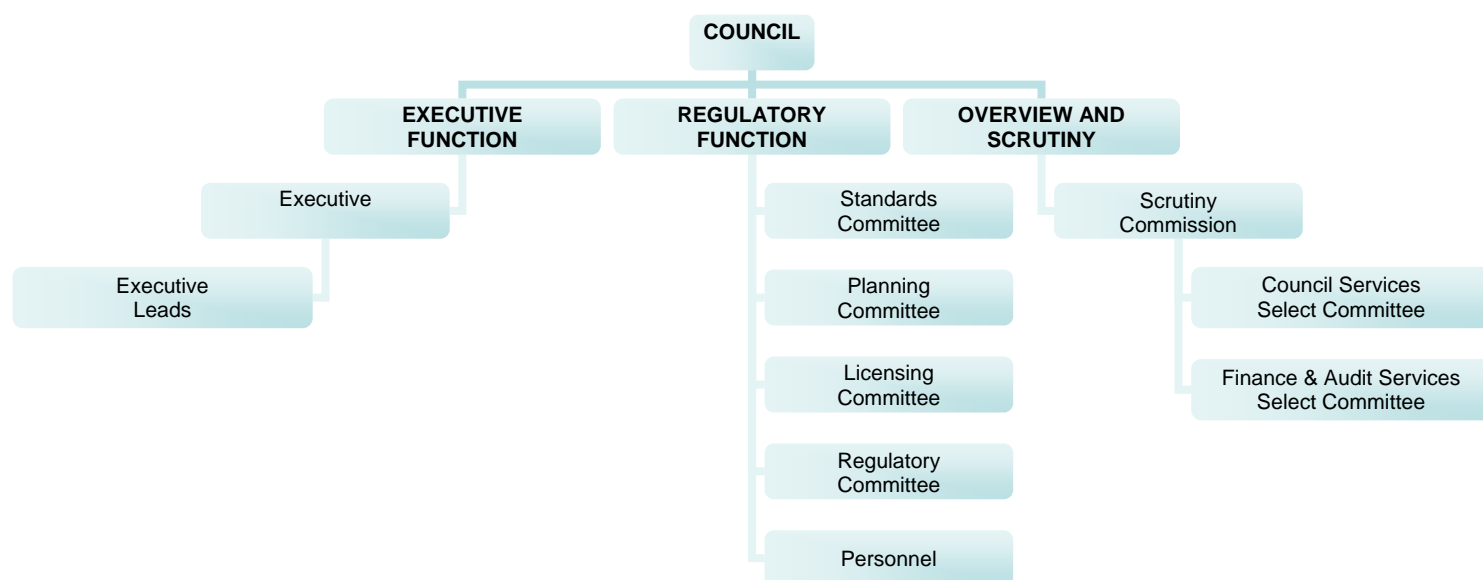 COUNCIL
EXECUTIVE
FUNCTION
REGULATORY
FUNCTION
OVERVIEW AND
SCRUTINY
Executive
Standards
Committee
Scrutiny
Commission
Executive
Leads
Planning
Committee
Council Services
Select Committee
Licensing
Committee
Finance & Audit Services
Select Committee
Regulatory
Committee
Personnel